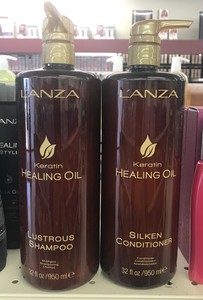 L'ANZA
Keratin
HEALING OIL
LUSTROUS
SHAMPOO
32 fl oz/950 ml ℮
L'ANZA
Keratin
HEALING OIL
SILKEN
CONDITIONER
32 fl oz/950 ml ℮